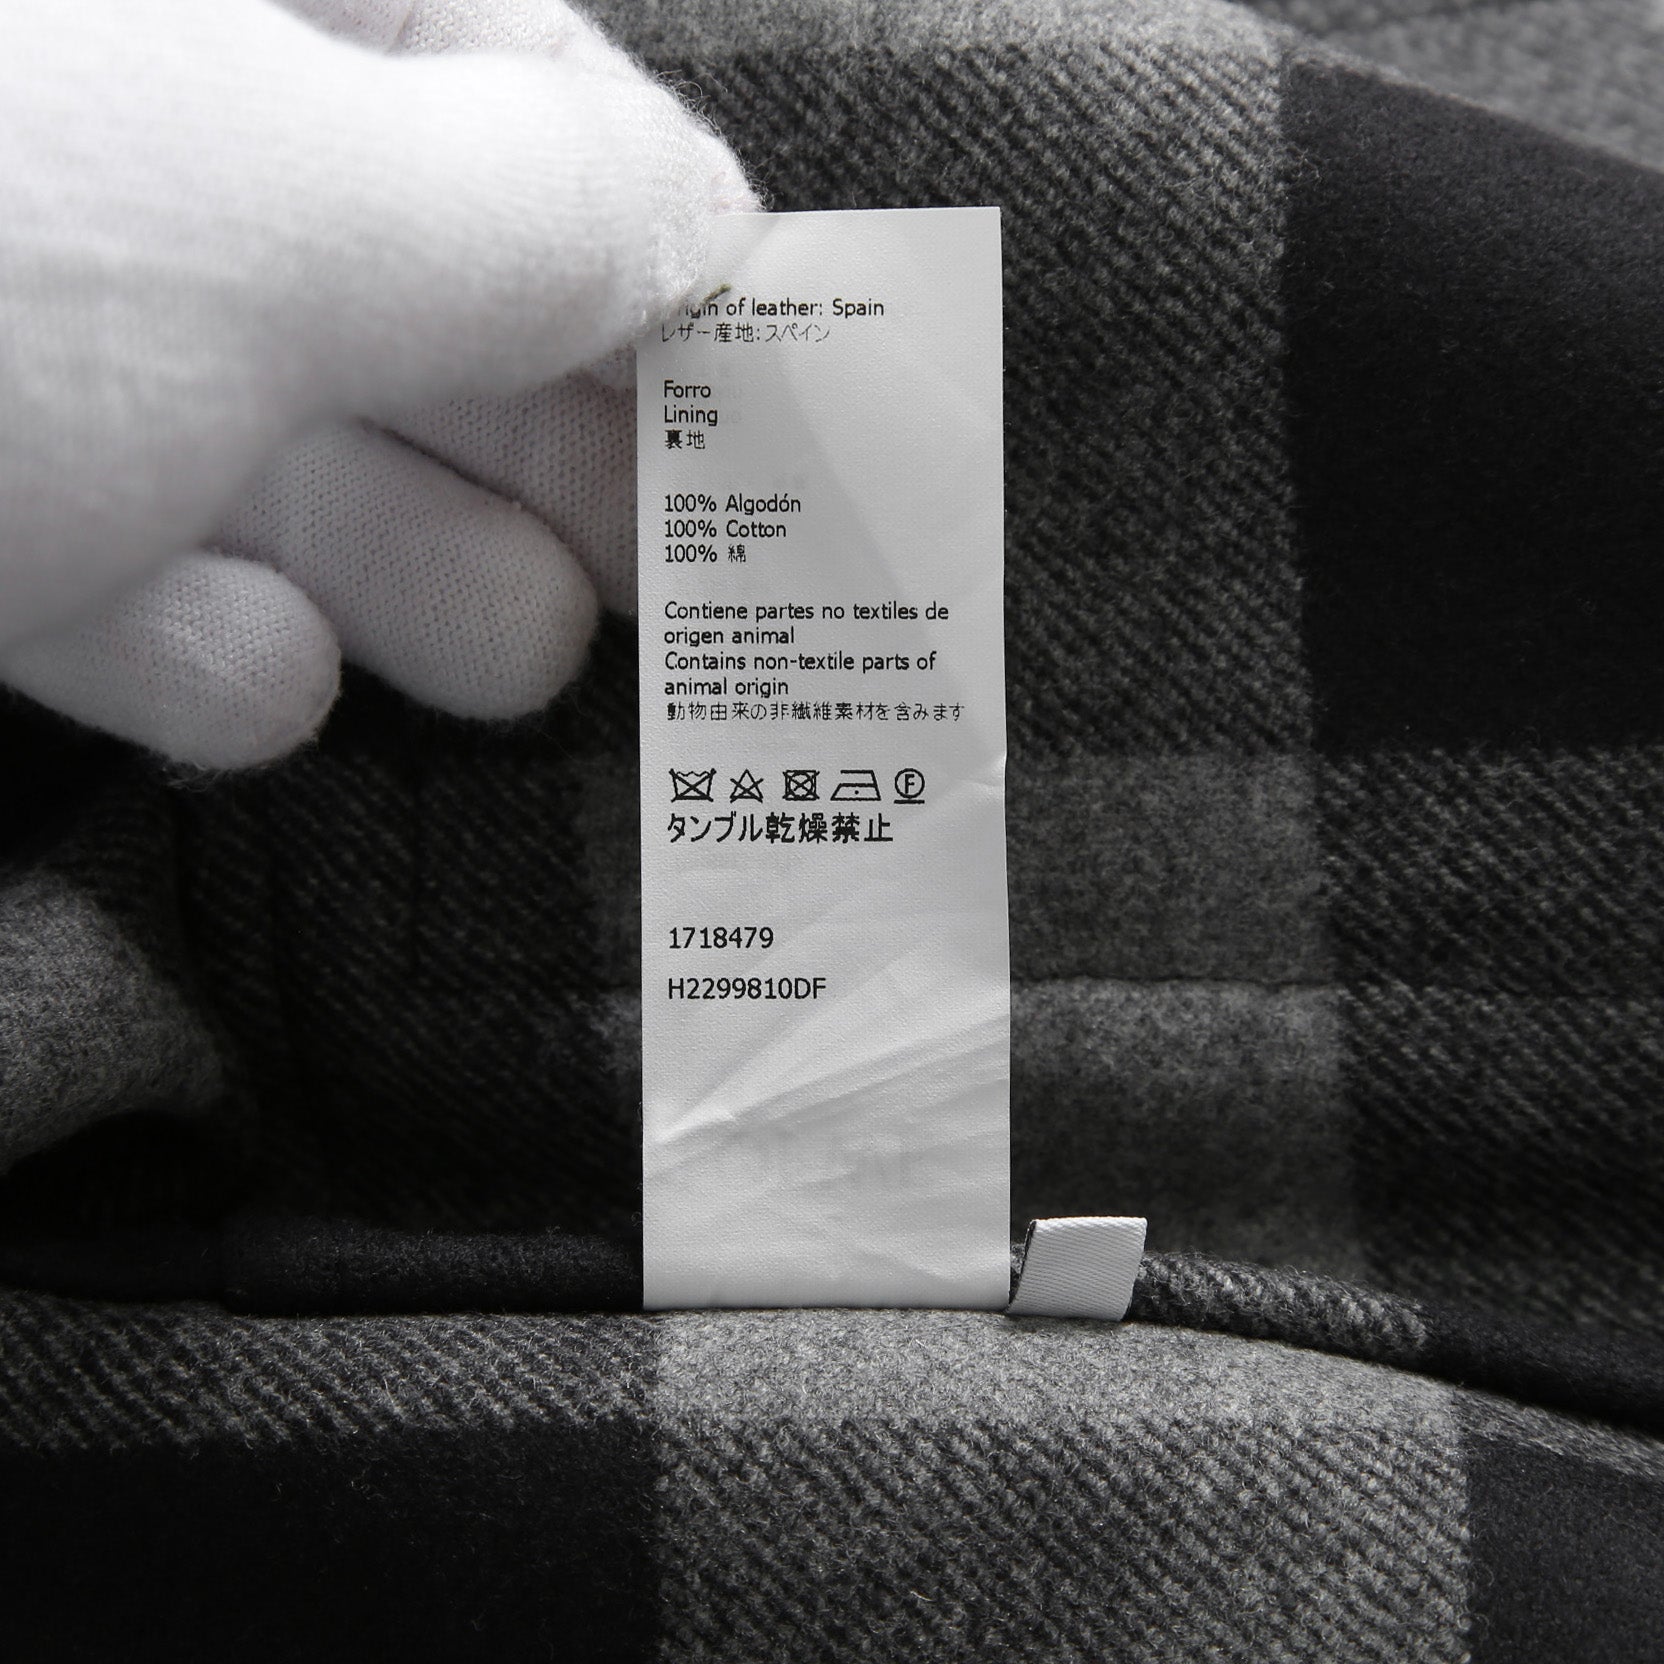 of leather: Spain
レザー産地:スペイン
Forro
Lining
裏地
100% Algodón
100% Cotton
100% 綿
Contiene partes no textiles de
origen animal
Contains non-textile parts of
animal origin
動物由来の非繊維素材を含みます
F
タンブル乾燥禁止
1718479
H2299810DF